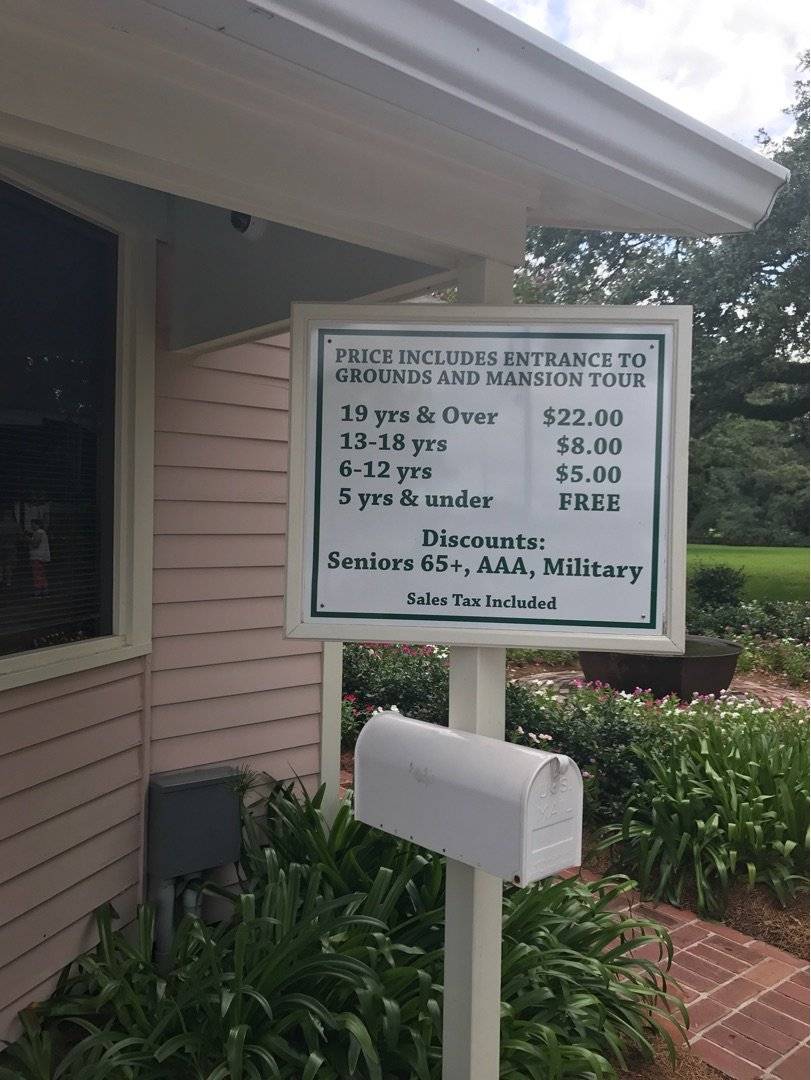 PRICE INCLUDES ENTRANCE TO
GROUNDS AND MANSION TOUR
19 yrs & Over $22.00
13-18 yrs $8.00
6-12 yrs $5.00
5 yrs & under FREE
Discounts:
Seniors 65+, AAA, Military
Sales Tax Included
U.S.
MAIL